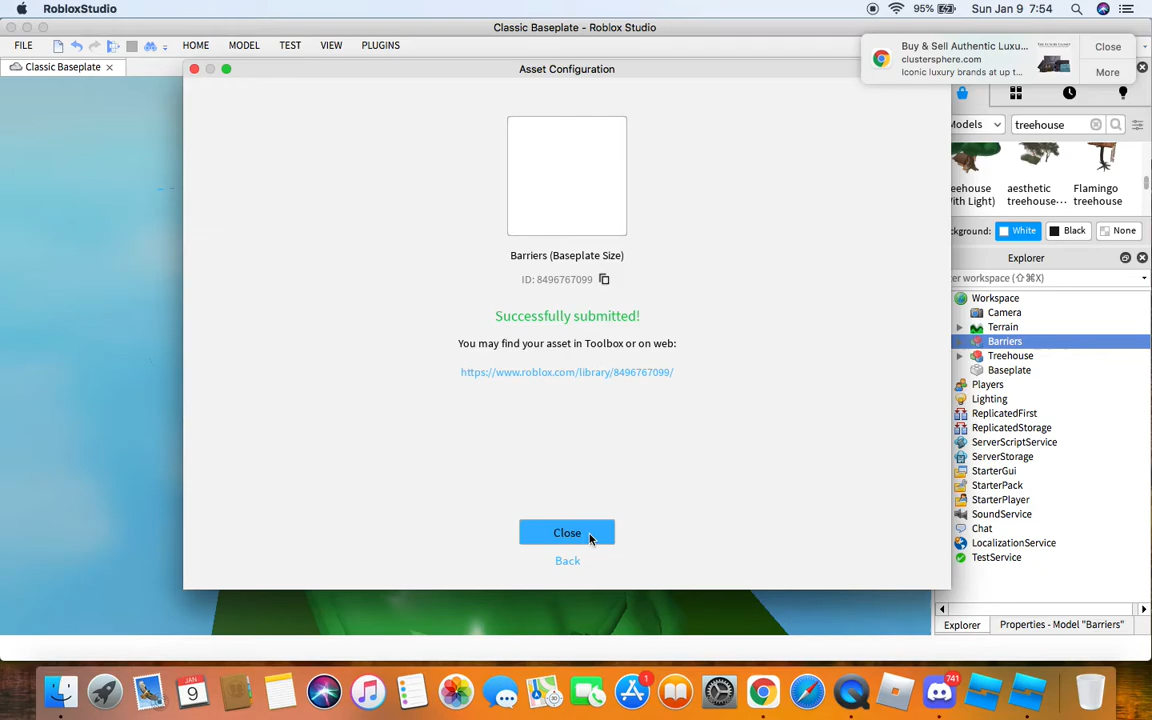 RobloxStudio
95%
Sun Jan 9 7:54
Classic Baseplate - Roblox Studio
FILE
HOME
MODEL
TEST
VIEW
PLUGINS
Buy & Sell Authentic Luxu...
clustersphere.com
Iconic luxury brands at up t...
Close
More
Classic Baseplate
Asset Configuration
Models
treehouse
Treehouse
With Light)
aesthetic
treehouse···
Flamingo
treehouse
White
Black
None
Barriers (Baseplate Size)
ID: 8496767099
Successfully submitted!
You may find your asset in Toolbox or on web:
https://www.roblox.com/library/8496767099/
Close
Back
Explorer
er workspace (⇧⌘X)
Workspace
Camera
Terrain
Barriers
Treehouse
Baseplate
Players
Lighting
ReplicatedFirst
ReplicatedStorage
ServerScriptService
ServerStorage
StarterGui
StarterPack
StarterPlayer
SoundService
Chat
LocalizationService
TestService
Explorer
Properties - Model "Barriers"
JAN
9
1
741